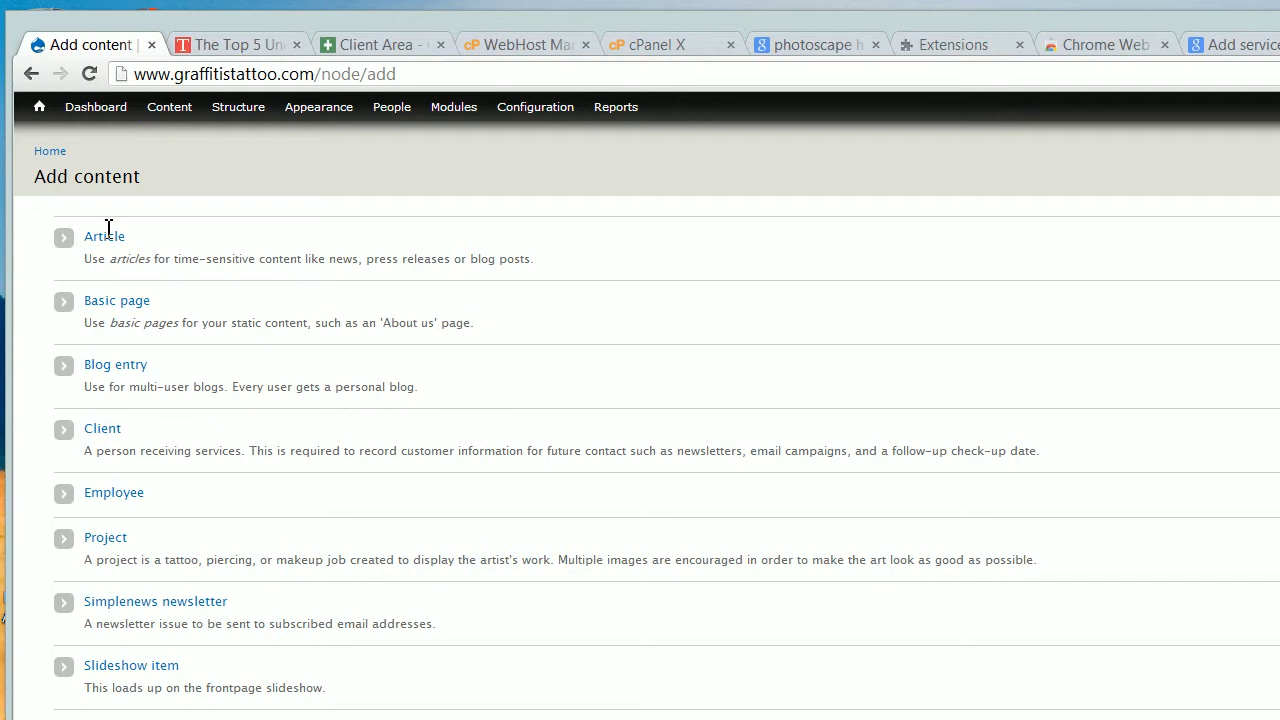 Add content
The Top 5 Un
Client Area -
cP WebHost Ma
cP cPanel X
8 photoscape h
Extensions
Chrome Web
8 Add service
www.graffitistattoo.com/node/add
Dashboard Content Structure Appearance People Modules Configuration Reports
Home
Add content
Article
Use articles for time-sensitive content like news, press releases or blog posts.
Basic page
Use basic pages for your static content, such as an 'About us' page.
Blog entry
Use for multi-user blogs. Every user gets a personal blog.
Client
A person receiving services. This is required to record customer information for future contact such as newsletters, email campaigns, and a follow-up check-up date.
Employee
Project
A project is a tattoo, piercing, or makeup job created to display the artist's work. Multiple images are encouraged in order to make the art look as good as possible.
Simplenews newsletter
A newsletter issue to be sent to subscribed email addresses.
Slideshow item
This loads up on the frontpage slideshow.